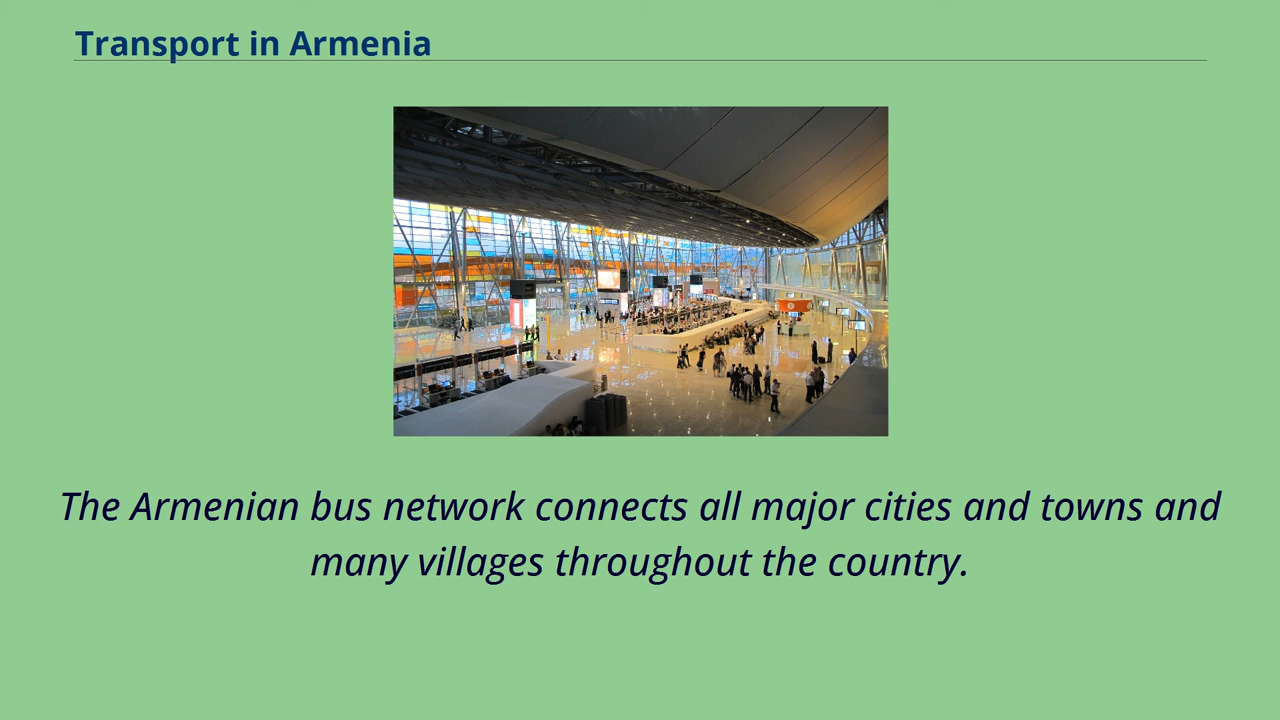 Transport in Armenia
The Armenian bus network connects all major cities and towns and
many villages throughout the country.